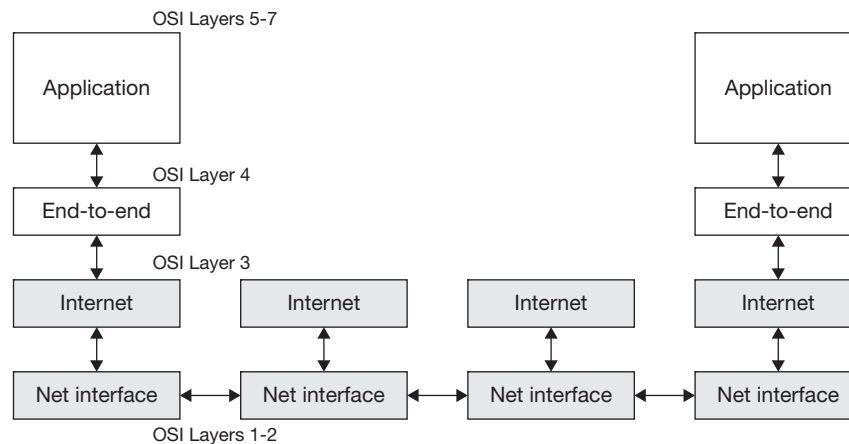 OSI Layers 5-7
Application
Application
OSI Layer 4
End-to-end
End-to-end
OSI Layer 3
Internet
Internet
Internet
Internet
Net interface
Net interface
Net interface
Net interface
OSI Layers 1-2